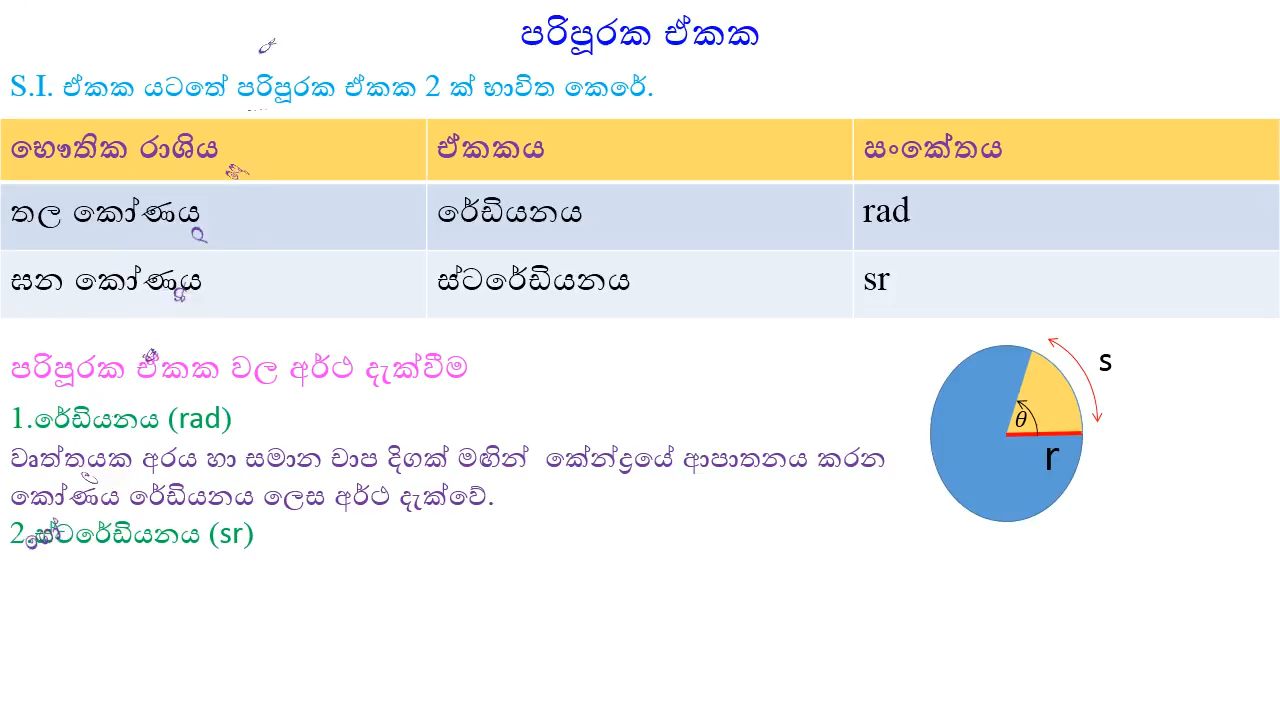 පරිපූරක ඒකක
S.I. ඒකක යටතේ පරිපූරක ඒකක 2 ක් භාවිත කෙරේ.
භෞතික රාශිය ඒකකය සංකේතය
තල කෝණය රේඩියනය rad
ඝන කෝණය ස්ටරේඩියනය sr
පරිපූරක ඒකක වල අර්ථ දැක්වීම
s
1.රේඩියනය (rad)
θ
වෘත්තයක අරය හා සමාන චාප දිගක් මඟින් කේන්ද්‍රයේ ආපාතනය කරන
r
කෝණය රේඩියනය ලෙස අර්ථ දැක්වේ.
2.ස්ටරේඩියනය (sr)